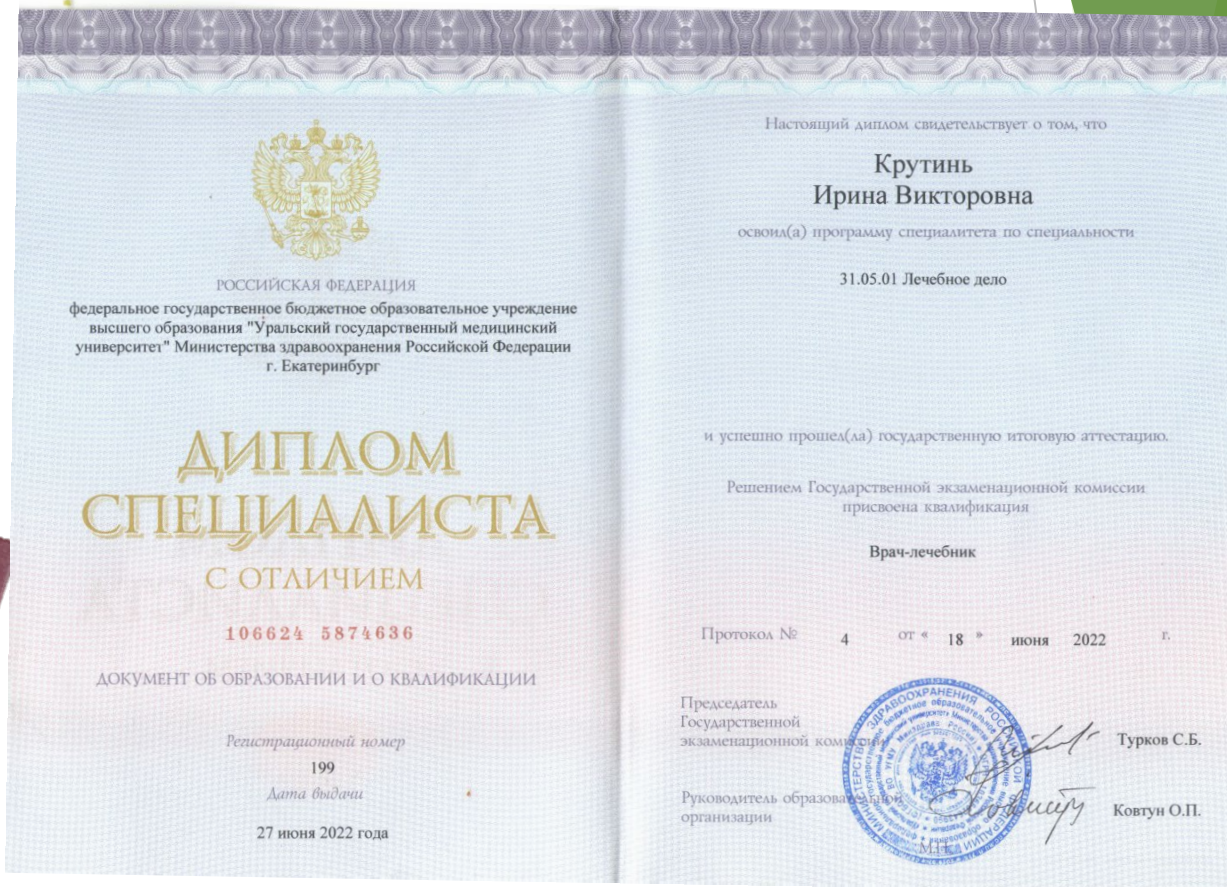 РОССИЙСКАЯ ФЕДЕРАЦИЯ
федеральное государственное бюджетное образовательное учреждение
высшего образования "Уральский государственный медицинский
университет" Министерства здравоохранения Российской Федерации
г. Екатеринбург
ДИПЛОМ
СПЕЦИАЛИСТА
С ОТЛИЧИЕМ
106624 5874636
ДОКУМЕНТ ОБ ОБРАЗОВАНИИ И О КВАЛИФИКАЦИИ
Регистрационный номер
199
Дата выдачи
27 июня 2022 года
Настоящий диплом свидетельствует о том, что
Крутинь
Ирина Викторовна
освоил(а) программу специалитета по специальности
31.05.01 Лечебное дело
и успешно прошел(ла) государственную итоговую аттестацию.
Решением Государственной экзаменационной комиссии
присвоена квалификация
Врач-лечебник
Протокол № 4 от « 18 » июня 2022 г.
Председатель
Государственной
экзаменационной комиссии
Турков С.Б.
Руководитель образовательной
организации
Ковтун О.П.
М.П.